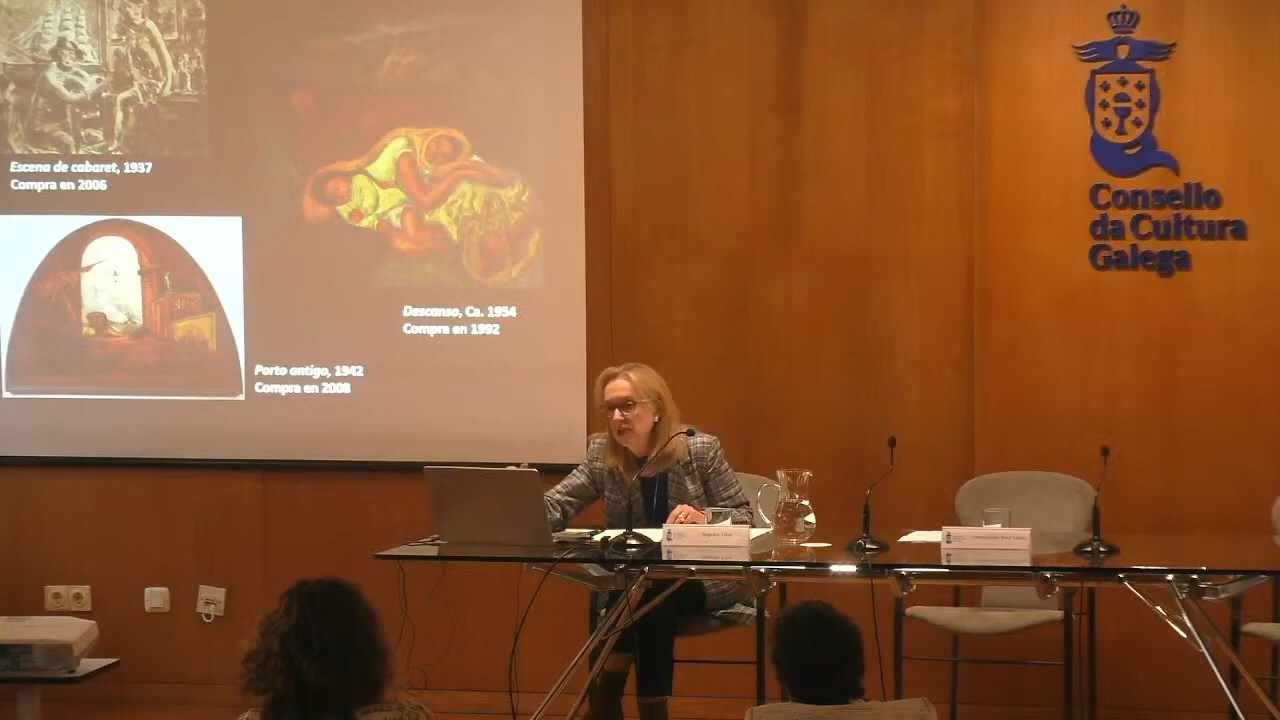 Escena de cabaret, 1937
Compra en 2006
Descanso, Ca. 1954
Compra en 1992
Porto antigo, 1942
Compra en 2008
Consello
da Cultura
Galega